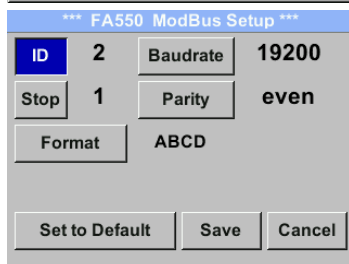 *** FA550 ModBus Setup ***
ID 2 Baudrate 19200
Stop 1 Parity even
Format ABCD
Set to Default Save Cancel